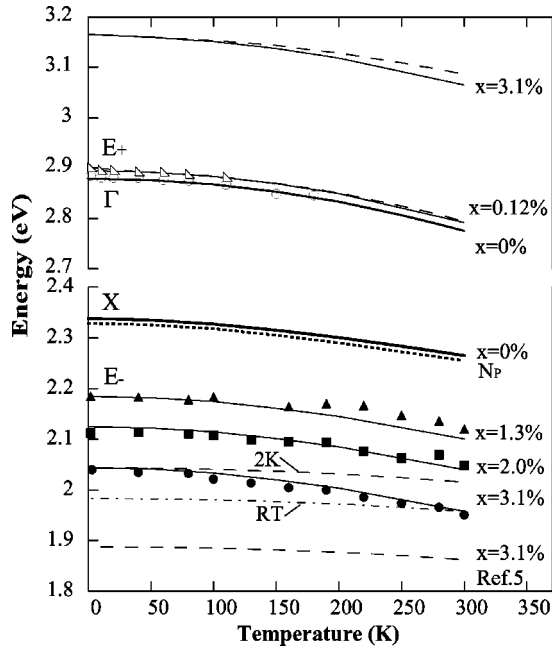 3.2
3.1
x=3.1%
3
2.9
E+
Γ
2.8
x=0.12%
x=0%
2.7
2.4
X
2.3
x=0%
NP
E-
2.2
x=1.3%
2.1
x=2.0%
2K
2
x=3.1%
RT
1.9
x=3.1%
Ref.5
1.8
0 50 100 150 200 250 300 350
Temperature (K)
Energy (eV)